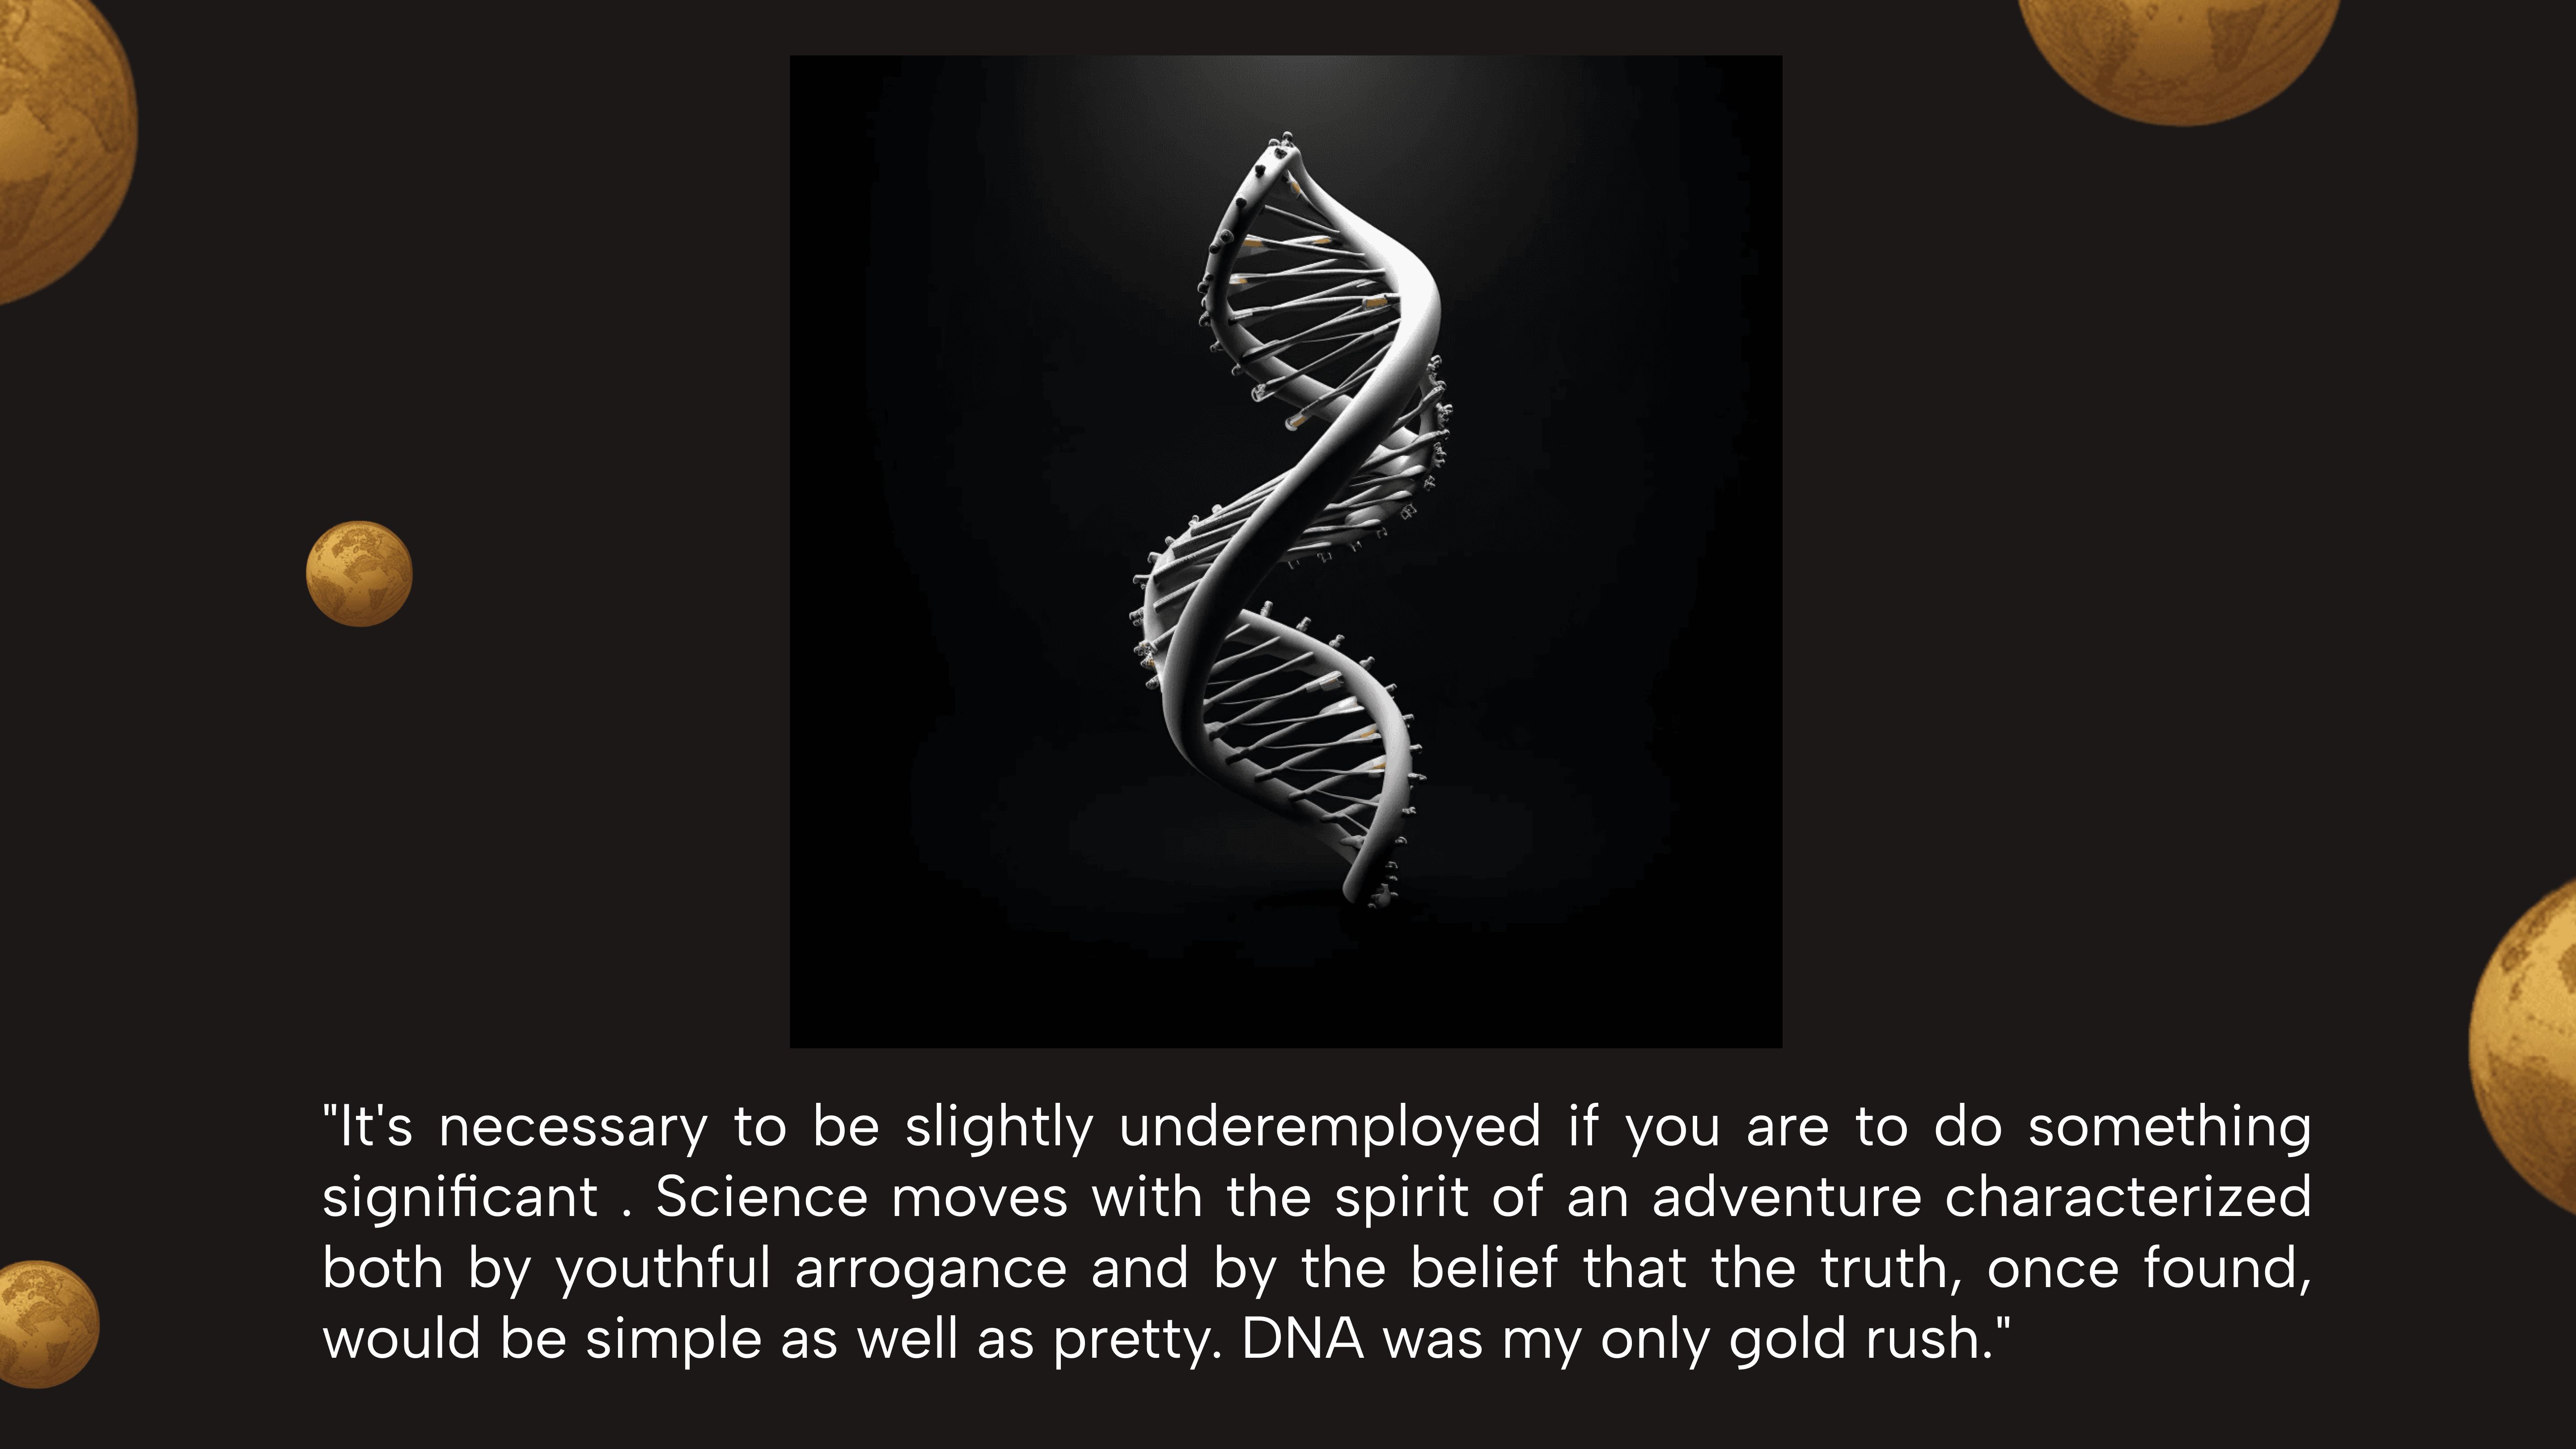 "It's necessary to be slightly underemployed if you are to do something
significant . Science moves with the spirit of an adventure characterized
both by youthful arrogance and by the belief that the truth, once found,
would be simple as well as pretty. DNA was my only gold rush."